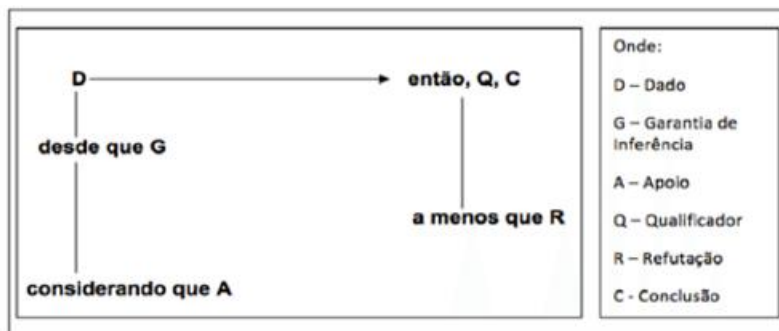 D
então, Q, C
desde que G
a menos que R
considerando que A
Onde:
D – Dado
G – Garantia de
Inferência
A – Apoio
Q – Qualificador
R – Refutação
C - Conclusão